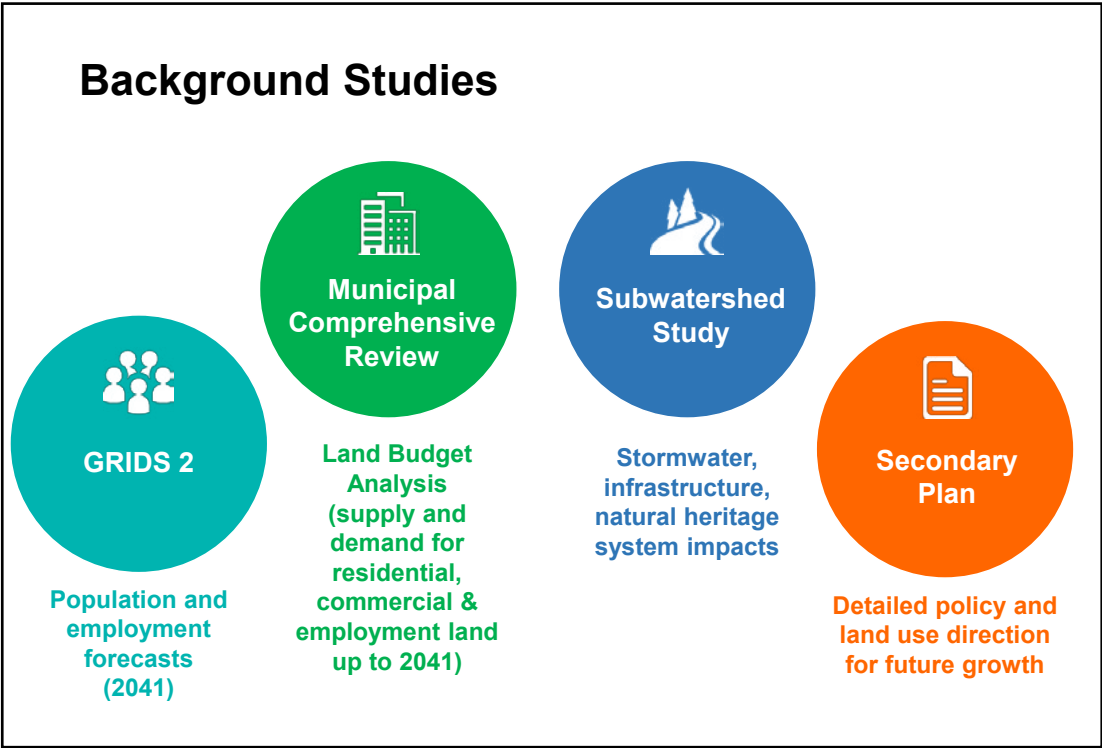 Background Studies
GRIDS 2
Population and
employment
forecasts
(2041)
Municipal
Comprehensive
Review
Land Budget
Analysis
(supply and
demand for
residential,
commercial &
employment land
up to 2041)
Subwatershed
Study
Stormwater,
infrastructure,
natural heritage
system impacts
Secondary
Plan
Detailed policy and
land use direction
for future growth